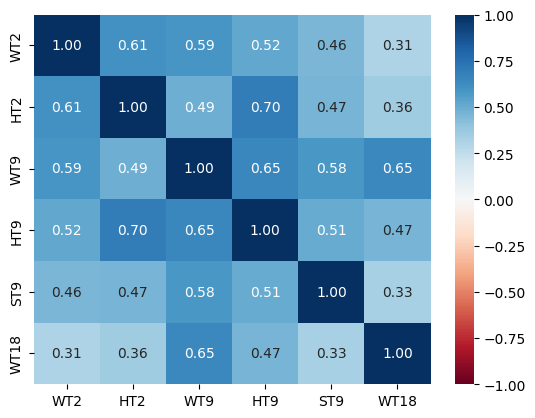 WT2 1.00 0.61 0.59 0.52 0.46 0.31
HT2 0.61 1.00 0.49 0.70 0.47 0.36
WT9 0.59 0.49 1.00 0.65 0.58 0.65
HT9 0.52 0.70 0.65 1.00 0.51 0.47
ST9 0.46 0.47 0.58 0.51 1.00 0.33
WT18 0.31 0.36 0.65 0.47 0.33 1.00
WT2 HT2 WT9 HT9 ST9 WT18
1.00
0.75
0.50
0.25
0.00
−0.25
−0.50
−0.75
−1.00